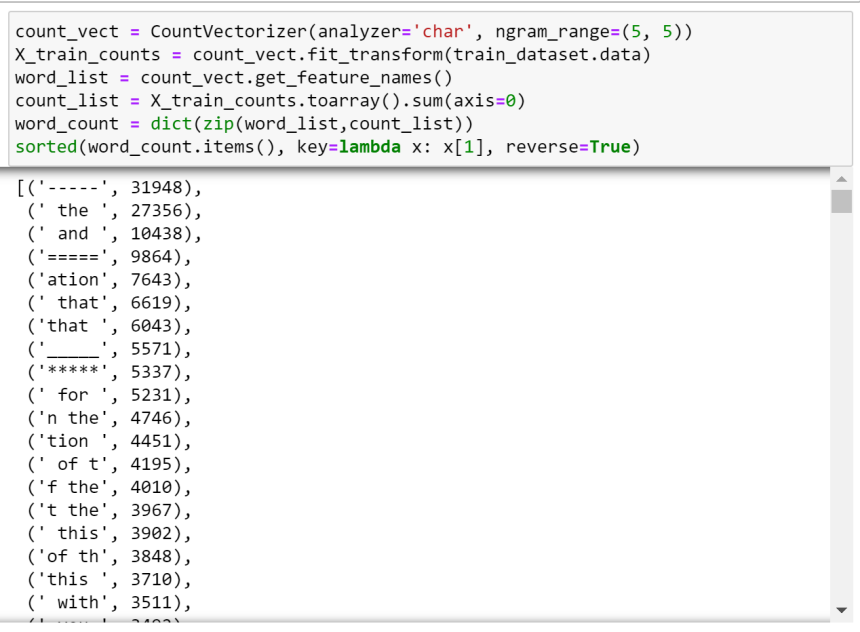 count_vect = CountVectorizer(analyzer='char', ngram_range=(5, 5))
X_train_counts = count_vect.fit_transform(train_dataset.data)
word_list = count_vect.get_feature_names()
count_list = X_train_counts.toarray().sum(axis=0)
word_count = dict(zip(word_list,count_list))
sorted(word_count.items(), key=lambda x: x[1], reverse=True)
[('-----', 31948),
(' the ', 27356),
(' and ', 10438),
('=====', 9864),
('ation', 7643),
(' that', 6619),
('that ', 6043),
('_____', 5571),
('*****', 5337),
(' for ', 5231),
('n the', 4746),
('tion ', 4451),
(' of t', 4195),
('f the', 4010),
('t the', 3967),
(' this', 3902),
('of th', 3848),
('this ', 3710),
(' with', 3511),